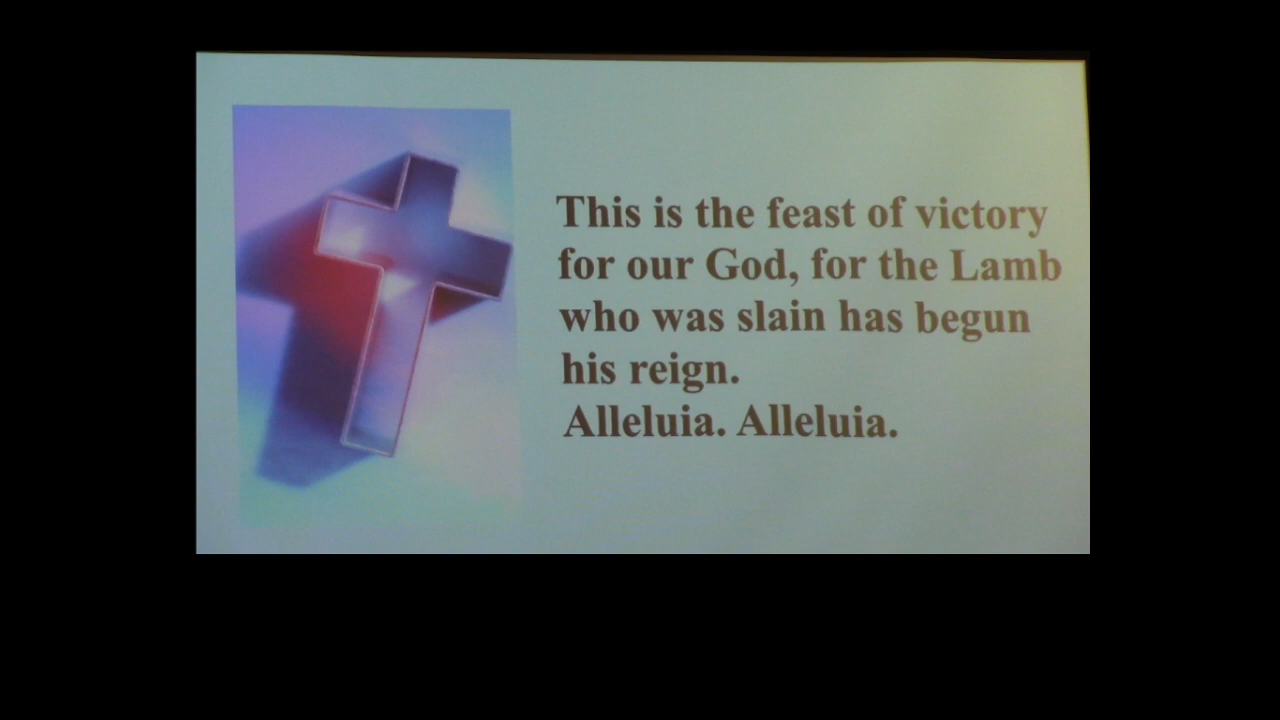 This is the feast of victory
for our God, for the Lamb
who was slain has begun
his reign.
Alleluia. Alleluia.